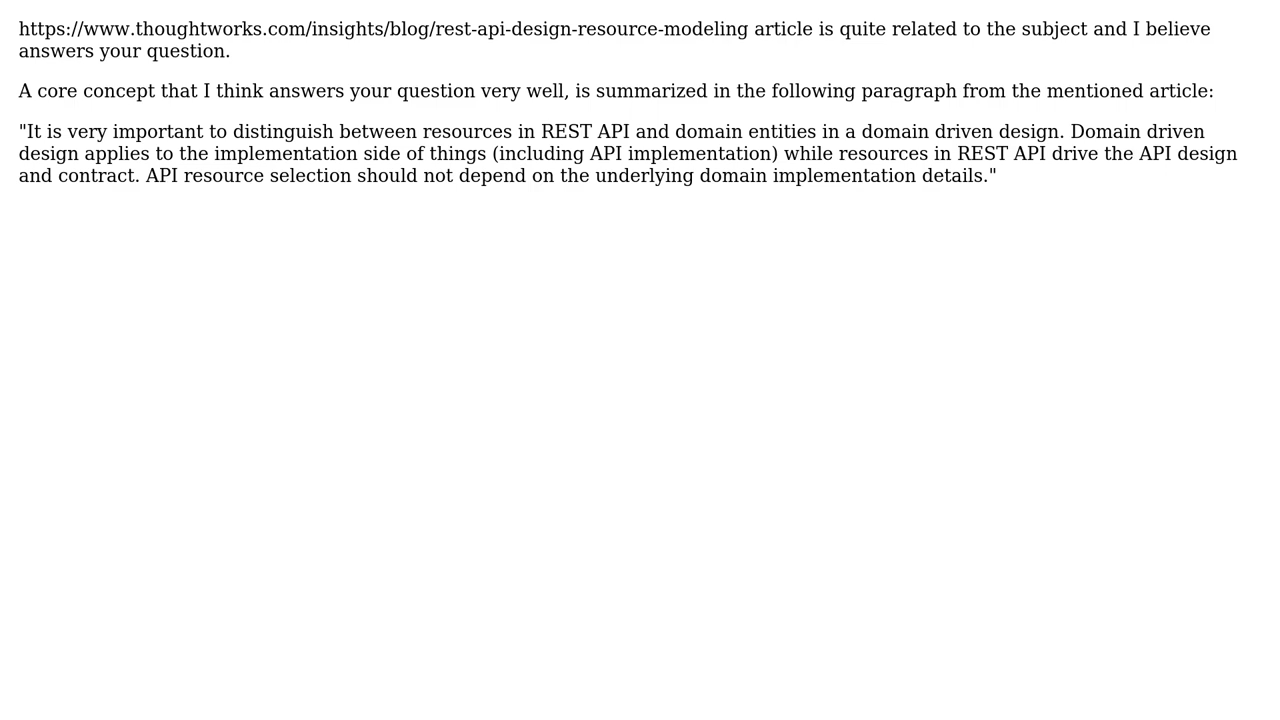 https://www.thoughtworks.com/insights/blog/rest-api-design-resource-modeling article is quite related to the subject and I believe
answers your question.
A core concept that I think answers your question very well, is summarized in the following paragraph from the mentioned article:
"It is very important to distinguish between resources in REST API and domain entities in a domain driven design. Domain driven
design applies to the implementation side of things (including API implementation) while resources in REST API drive the API design
and contract. API resource selection should not depend on the underlying domain implementation details."